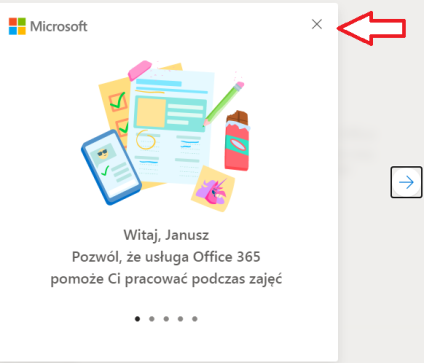 Microsoft
Witaj, Janusz
Pozwól, że usługa Office 365
pomoże Ci pracować podczas zajęć